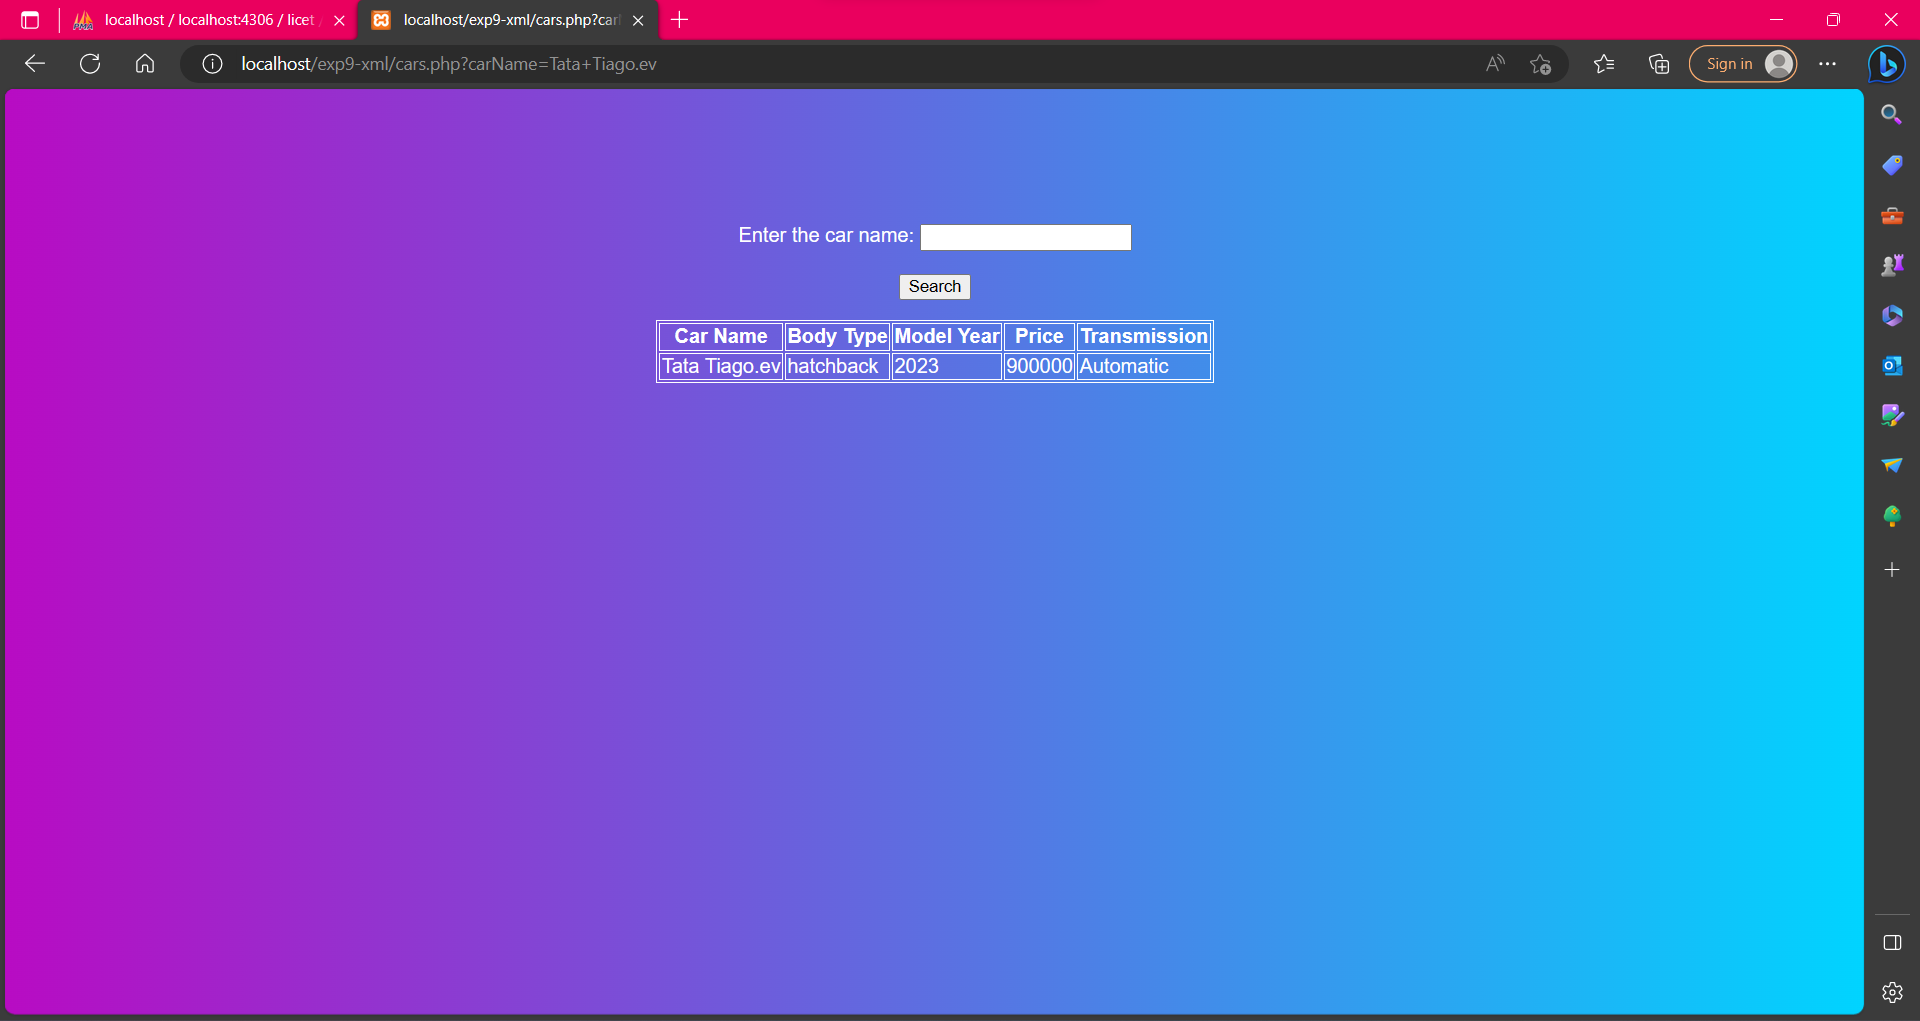 localhost / localhost:4306 / licet
localhost/exp9-xml/cars.php?car
localhost/exp9-xml/cars.php?carName=Tata+Tiago.ev
Sign in
Enter the car name:
Search
Car Name Body Type Model Year Price Transmission
Tata Tiago.ev hatchback 2023 900000 Automatic